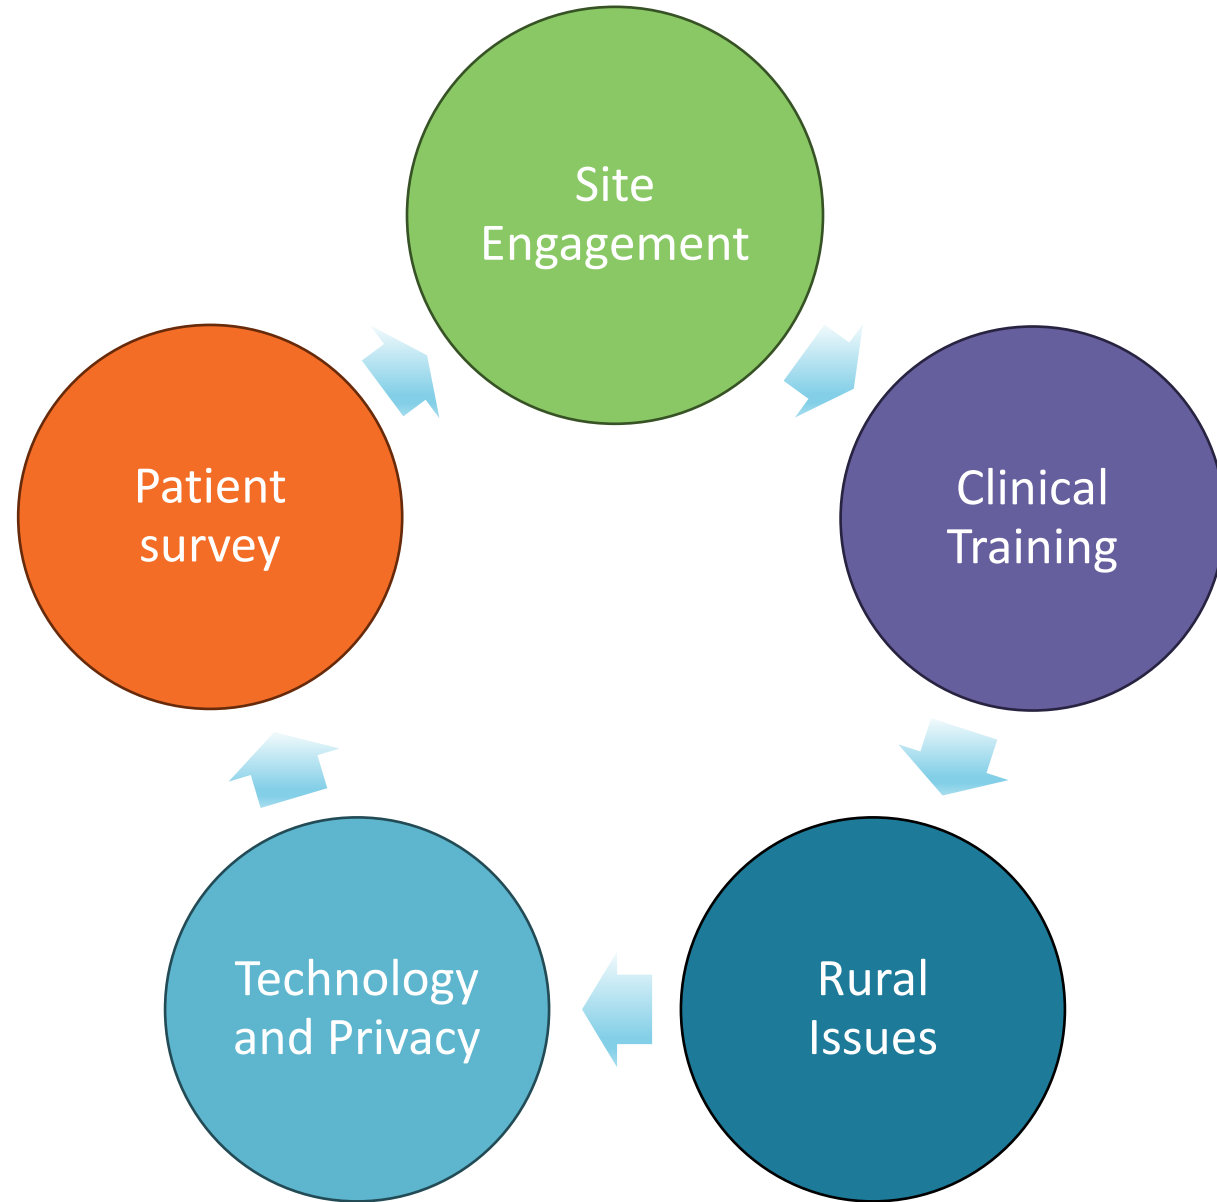 Site
Engagement
Clinical
Training
Rural
Issues
Technology
and Privacy
Patient
survey